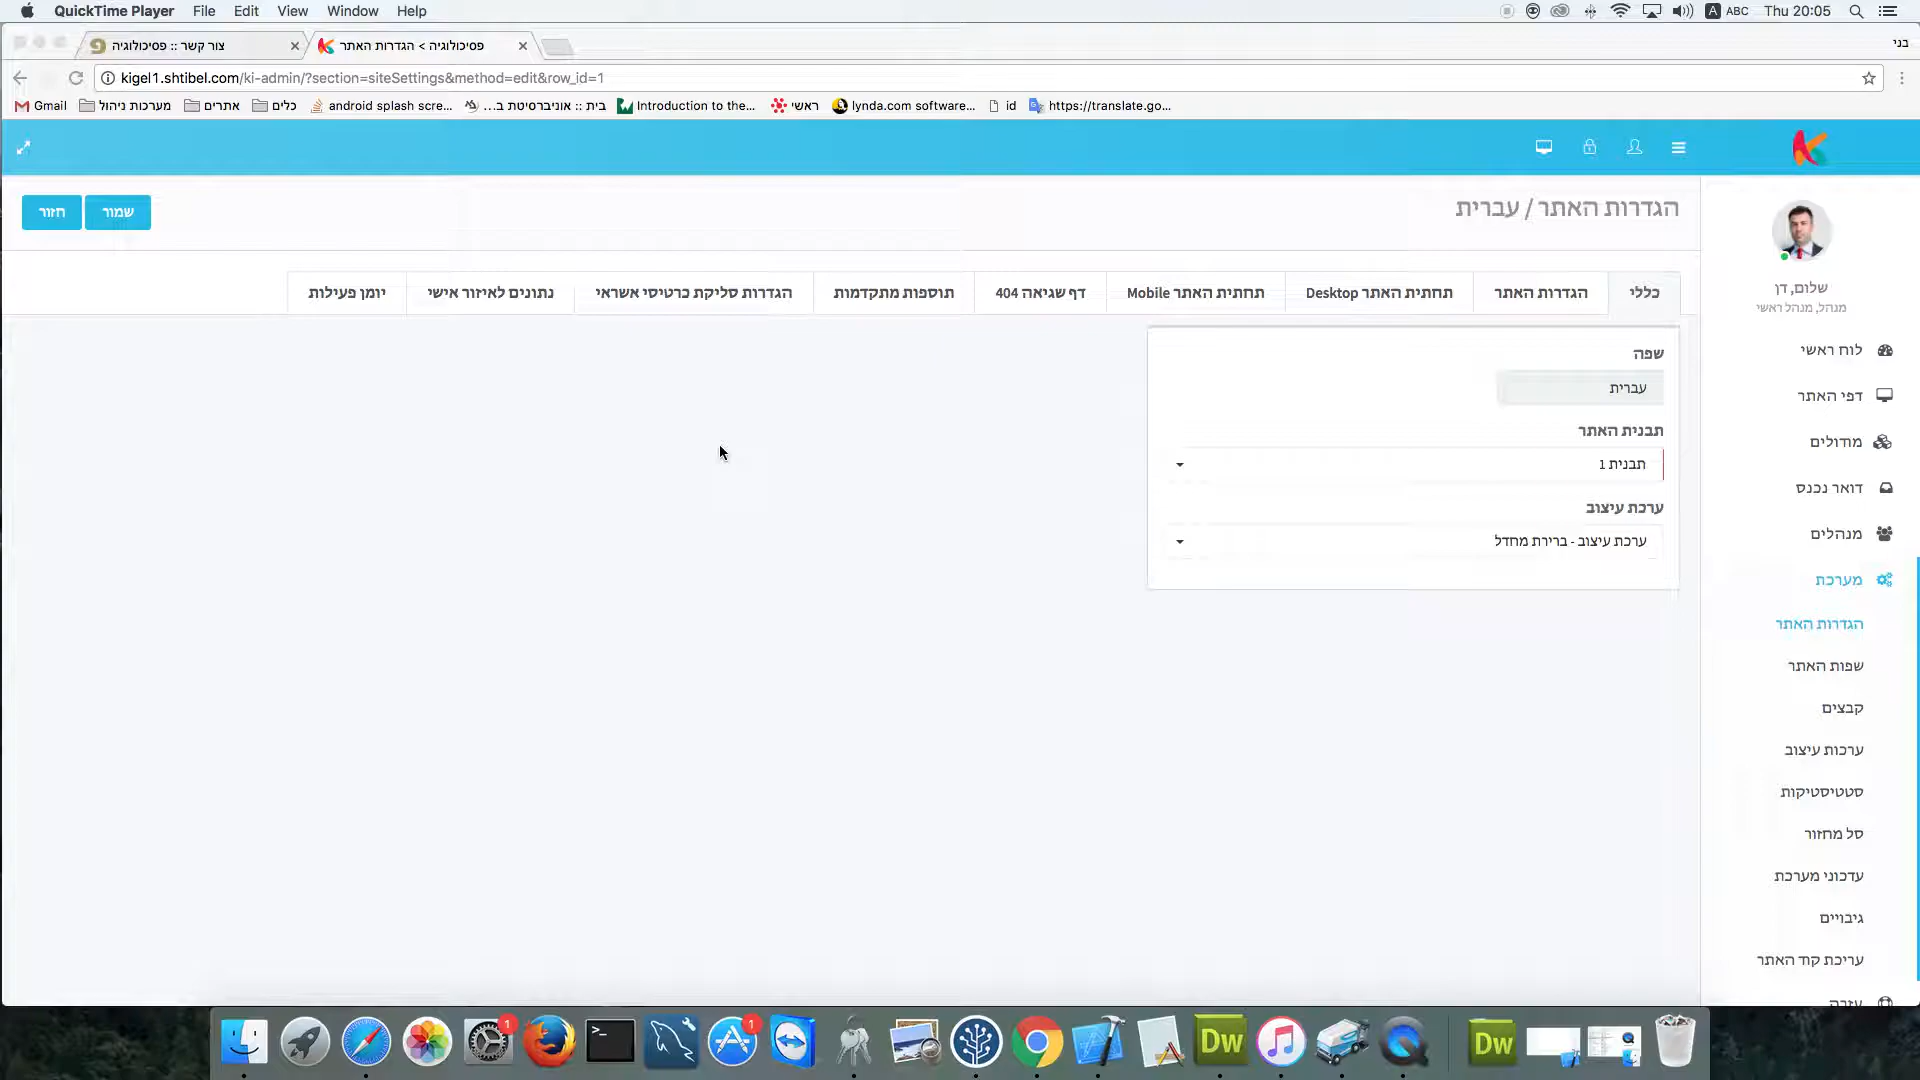 QuickTime Player File Edit View Window Help
ABC Thu 20:05
צור קשר :: פסיכולוגיה
פסיכולוגיה > הגדרות האתר
בני
kigel1.shtibel.com/ki-admin/?section=siteSettings&method=edit&row_id=1
Gmail
מערכות ניהול
אתרים
כלים
android splash scre...
בית :: אוניברסיטת ב...
Introduction to the...
ראשי
lynda.com software...
id
https://translate.go...
הגדרות האתר / עברית
שמור
חזור
כללי
הגדרות האתר
תחתית האתר Desktop
תחתית האתר Mobile
דף שגיאה 404
תוספות מתקדמות
הגדרות סליקת כרטיסי אשראי
נתונים לאיזור אישי
יומן פעילות
שפה
עברית
תבנית האתר
תבנית 1
ערכת עיצוב
ערכת עיצוב - ברירת מחדל
שלום, דן
מנהל, מנהל ראשי
לוח ראשי
דפי האתר
מודולים
דואר נכנס
מנהלים
מערכת
הגדרות האתר
שפות האתר
קבצים
ערכות עיצוב
סטטיסטיקות
סל מחזור
עדכוני מערכת
גיבויים
עריכת קוד האתר
עזרה
1
1
Dw
Dw